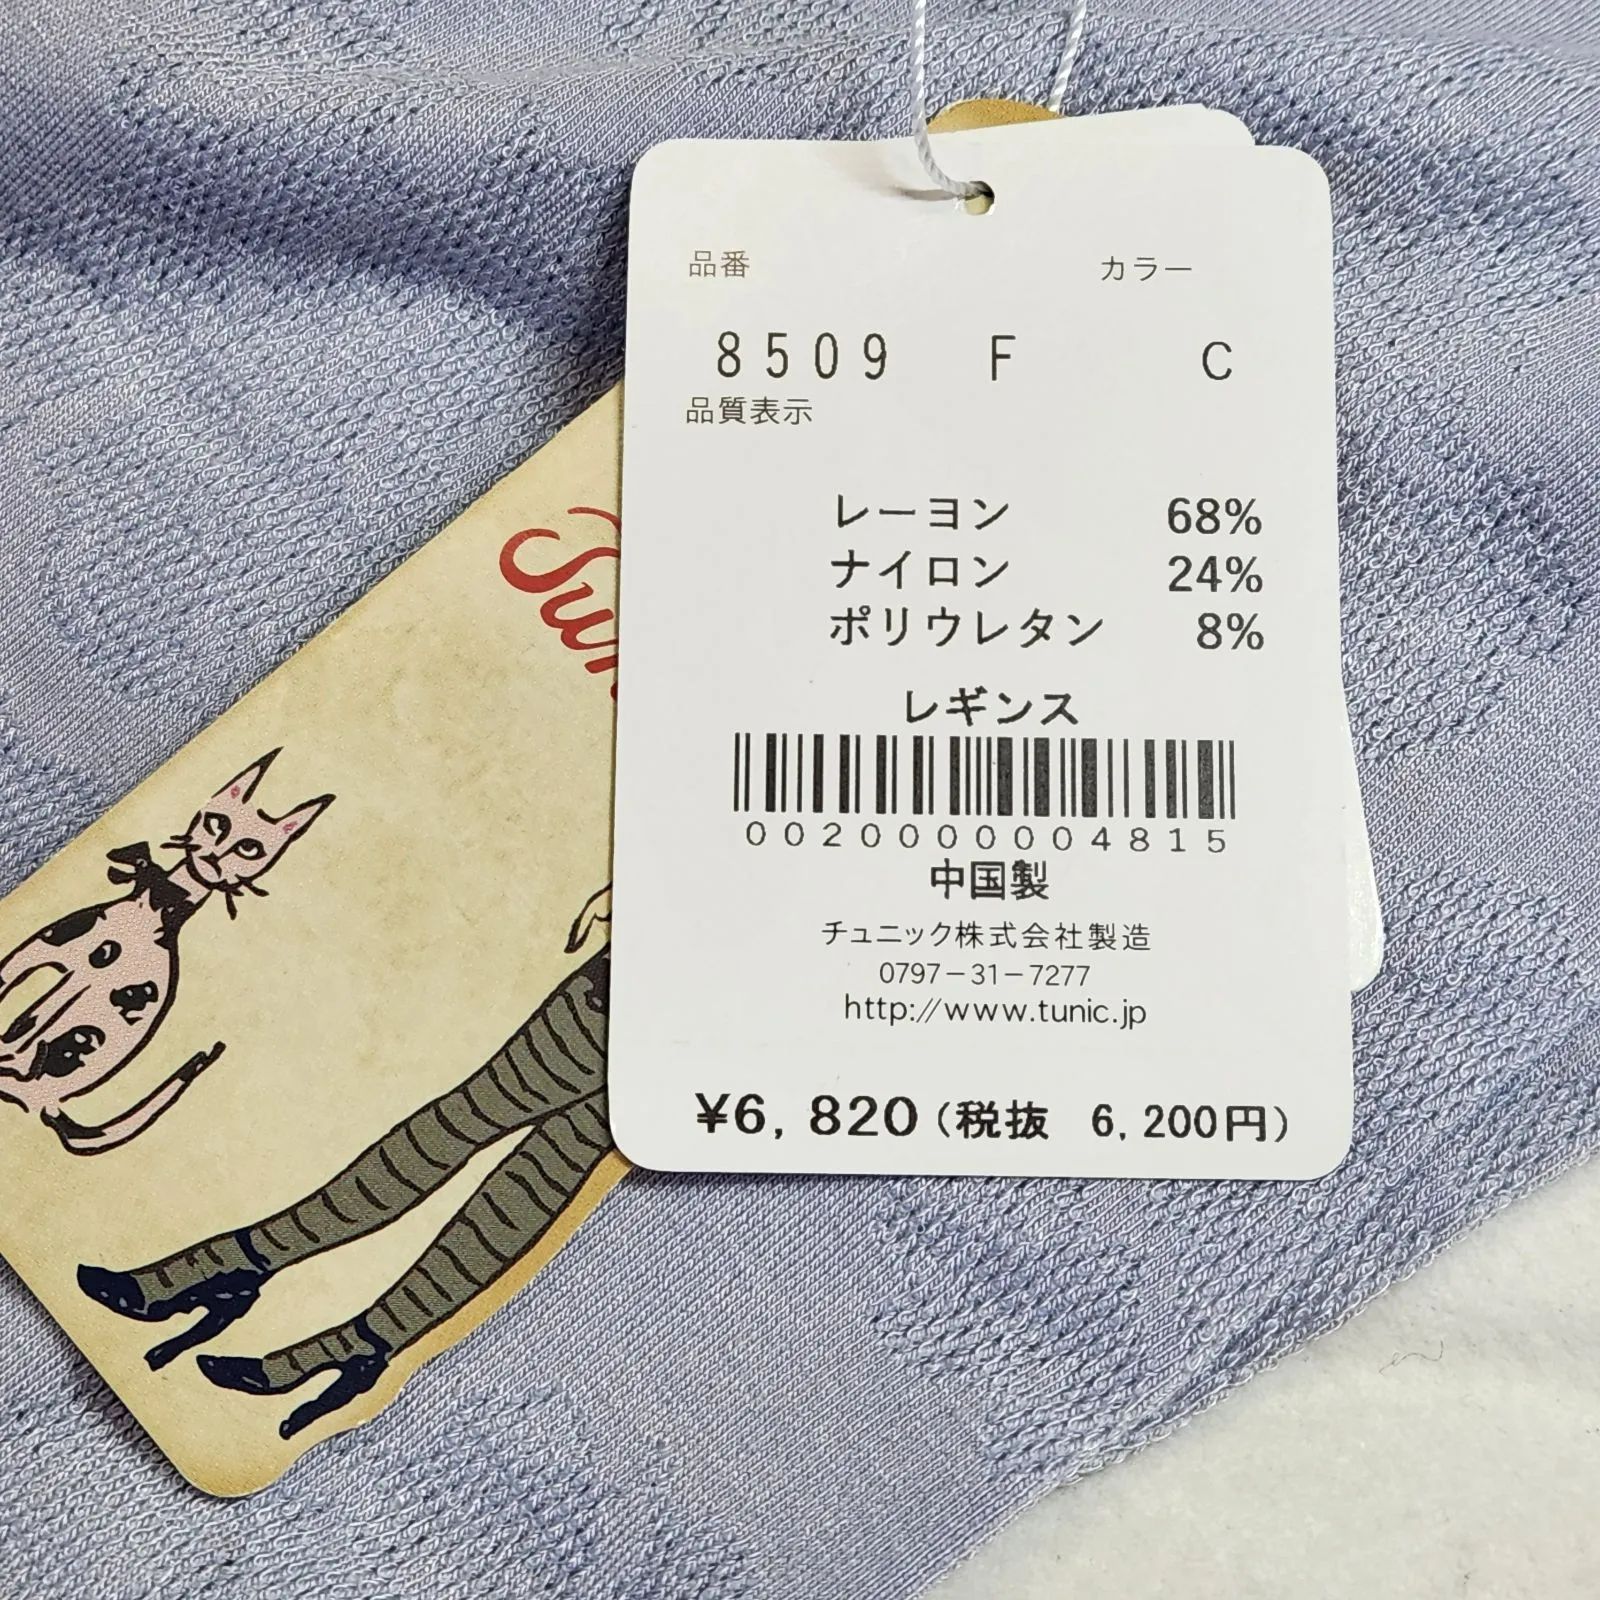 品番 カラー
8509 F C
品質表示
レーヨン 68%
ナイロン 24%
ポリウレタン 8%
レギンス
0020000004815
中国製
チュニック株式会社製造
0797-31-7277
http://www.tunic.jp
¥6,820(税抜 6,200円)